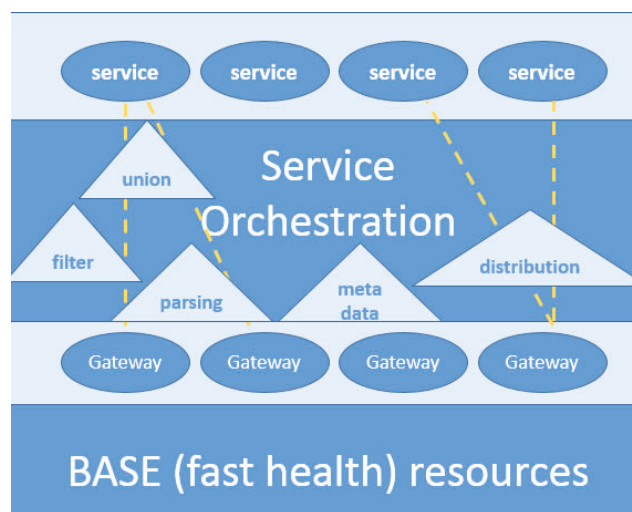 service service service service
Service
Orchestration
union
filter
distribution
parsing
meta
data
Gateway Gateway Gateway Gateway
BASE (fast health) resources